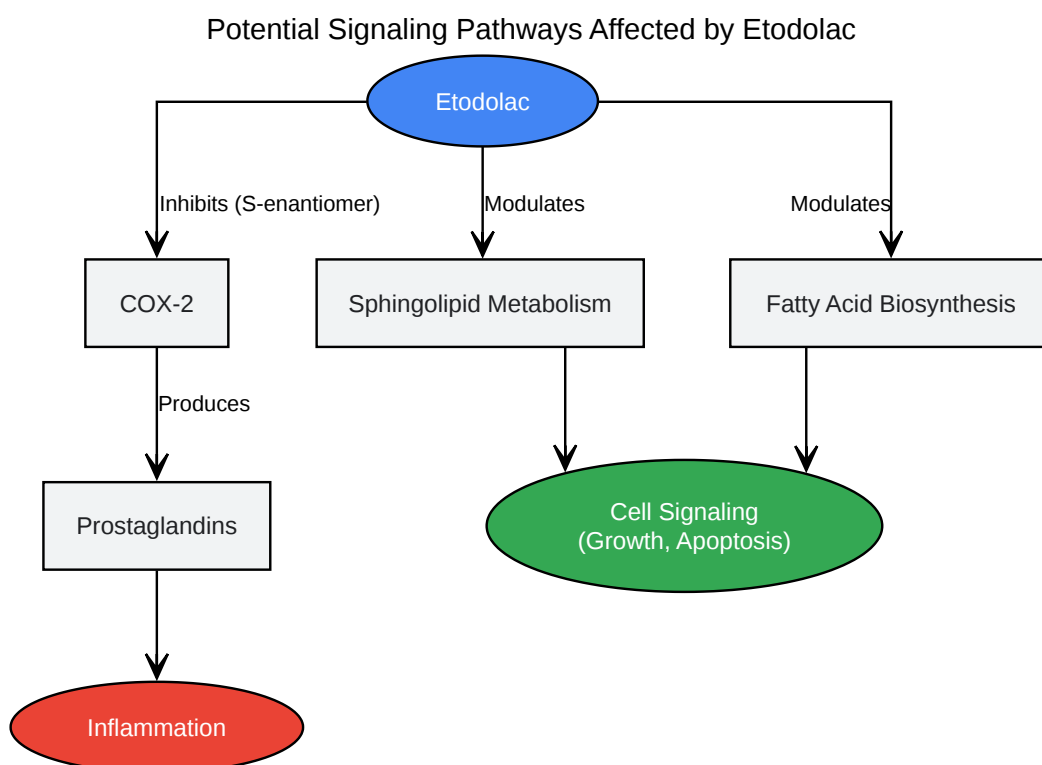 Potential Signaling Pathways Affected by Etodolac
Etodolac
Inhibits (S-enantiomer)
Modulates
Modulates
COX-2
Sphingolipid Metabolism
Fatty Acid Biosynthesis
Produces
Prostaglandins
Cell Signaling
(Growth, Apoptosis)
Inflammation